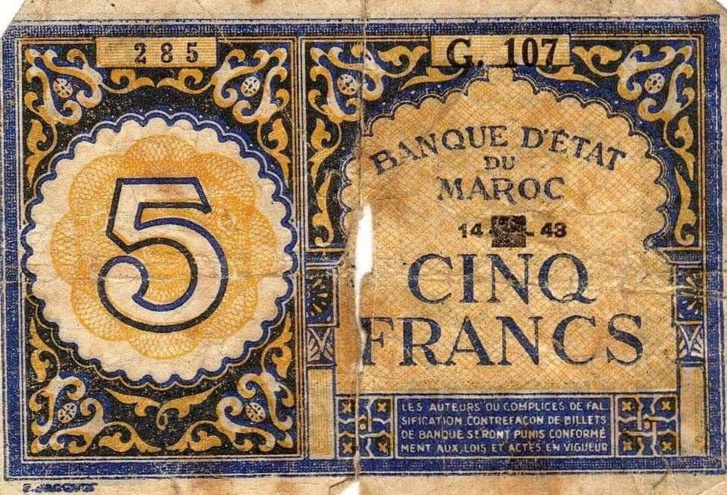 285
G. 107
BANQUE D'ÉTAT
DU
MAROC
14 43
CINQ
FRANCS
5
LES AUTEURS OU COMPLICES DE FAL
SIFICATION CONTREFAÇON DE BILLETS
DE BANQUE SERONT PUNIS CONFORMÉ
MENT AUX LOIS ET ACTES EN VIGUEUR